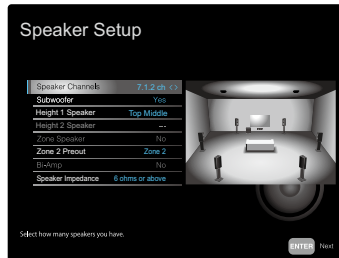 Speaker Setup
Speaker Channels 7.1.2 ch < >
Subwoofer Yes
Height 1 Speaker Top Middle
Height 2 Speaker ---
Zone Speaker No
Zone 2 Preout Zone 2
Bi-Amp No
Speaker Impedance 6 ohms or above
Select how many speakers you have.
ENTER Next